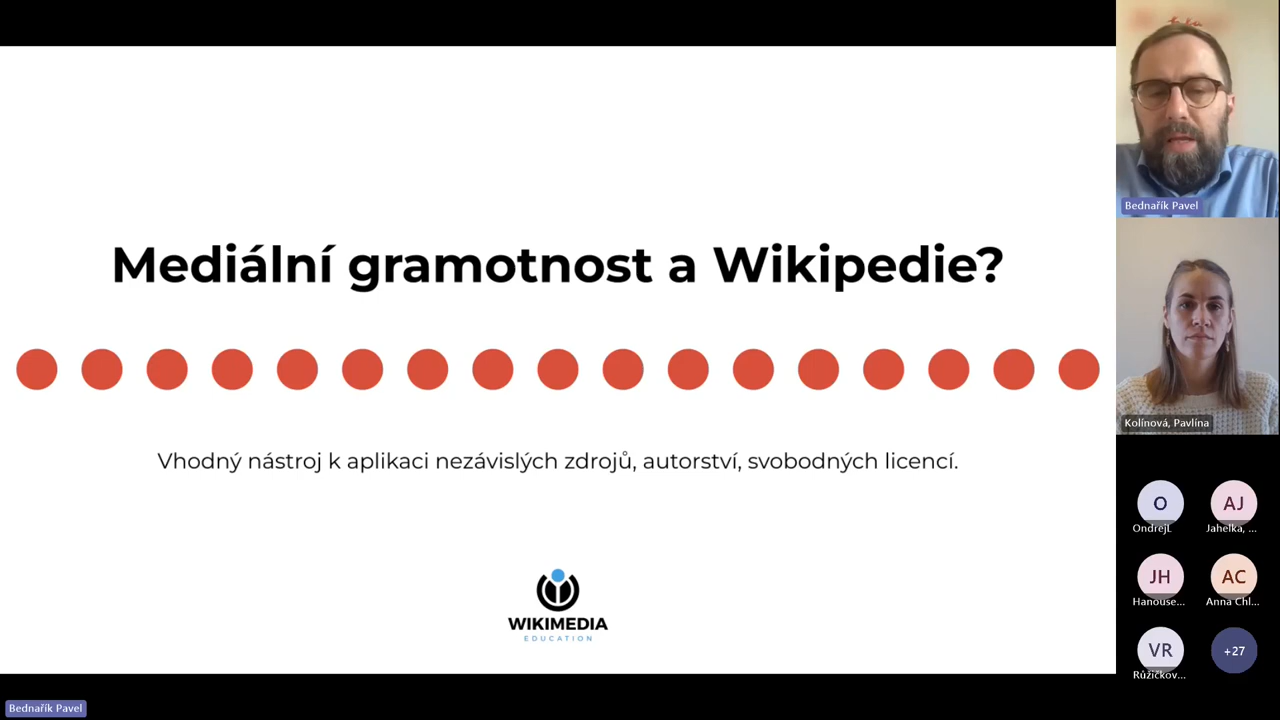 Mediální gramotnost a Wikipedie?
Vhodný nástroj k aplikaci nezávislých zdrojů, autorství, svobodných licencí.
WIKIMEDIA
EDUCATION
Bednařík Pavel
Bednařík Pavel
Kolínová, Pavlína
O
OndrejL
AJ
Jahelka, ...
JH
Hanouse...
AC
Anna Chl...
VR
Růžičkov...
+27